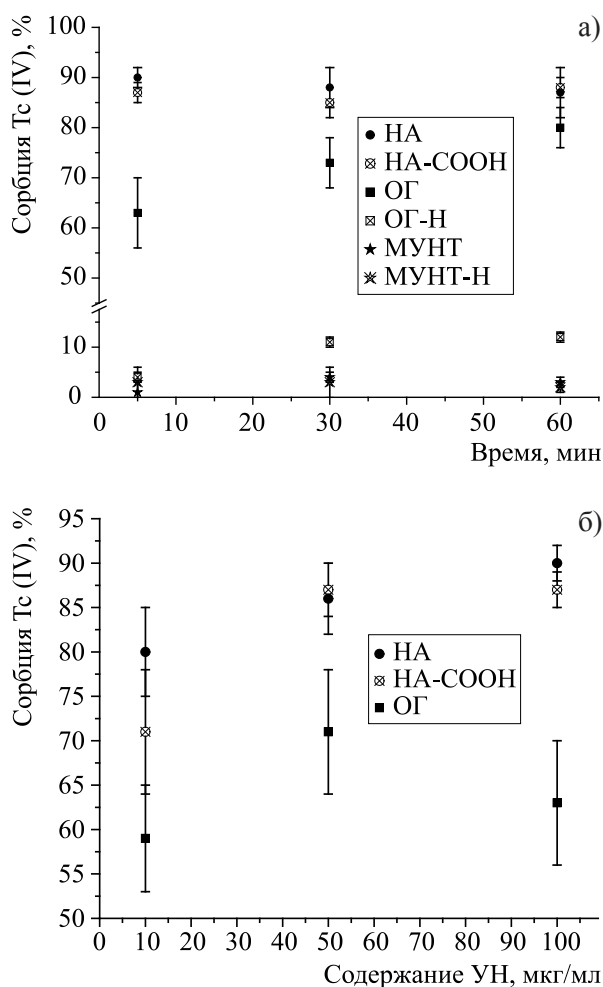 а)
Сорбция Tc (IV), %
100
90
80
70
60
50
10
0
НА
НА-COOH
ОГ
ОГ-Н
МУНТ
МУНТ-Н
0 10 20 30 40 50 60
Время, мин
б)
Сорбция Tc (IV), %
95
90
85
80
75
70
65
60
55
50
НА
НА-COOH
ОГ
0 10 20 30 40 50 60 70 80 90 100
Содержание УН, мкг/мл